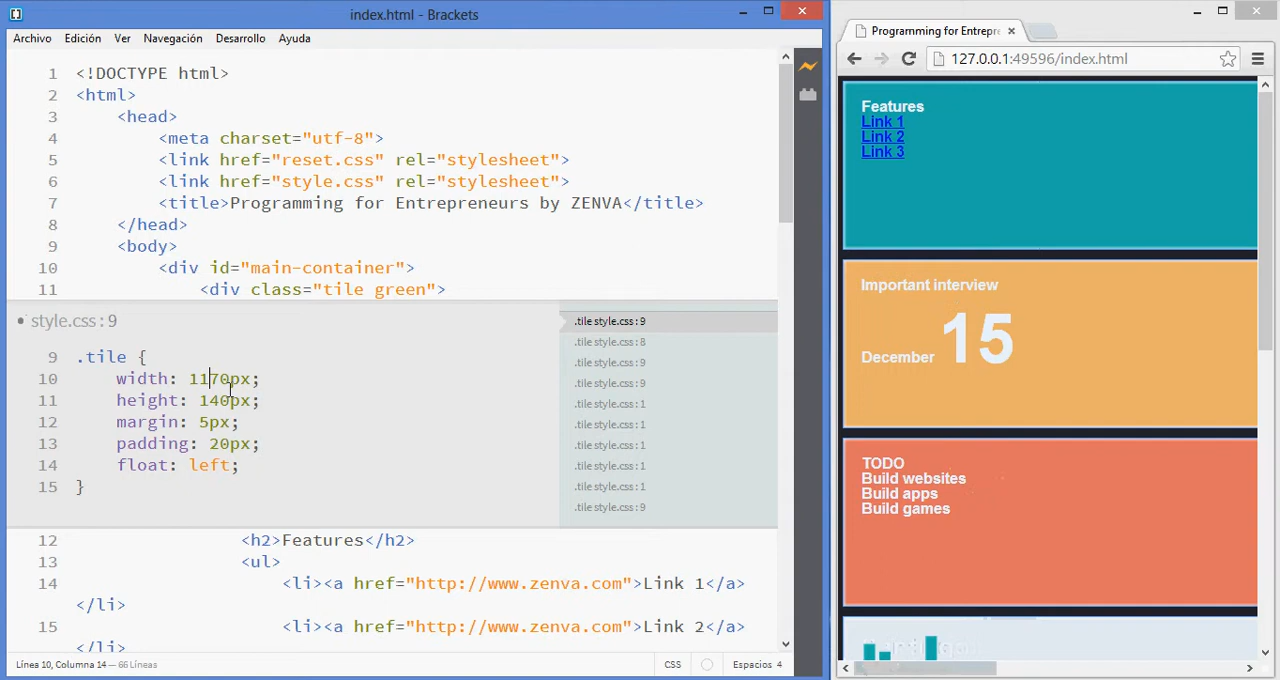 index.html - Brackets
Archivo Edición Ver Navegación Desarrollo Ayuda
1 <!DOCTYPE html>
2 <html>
3 <head>
4 <meta charset="utf-8">
5 <link href="reset.css" rel="stylesheet">
6 <link href="style.css" rel="stylesheet">
7 <title>Programming for Entrepreneurs by ZENVA</title>
8 </head>
9 <body>
10 <div id="main-container">
11 <div class="tile green">
• style.css : 9
9 .tile {
10 width: 1170px;
11 height: 140px;
12 margin: 5px;
13 padding: 20px;
14 float: left;
15 }
.tile style.css : 9
.tile style.css : 8
.tile style.css : 9
.tile style.css : 9
.tile style.css : 1
.tile style.css : 1
.tile style.css : 1
.tile style.css : 1
.tile style.css : 1
.tile style.css : 9
12 <h2>Features</h2>
13 <ul>
14 <li><a href="http://www.zenva.com">Link 1</a>
</li>
15 <li><a href="http://www.zenva.com">Link 2</a>
</li>
Línea 10, Columna 14 — 66 Líneas CSS Espacios 4
Programming for Entrepre
127.0.0.1:49596/index.html
Features
Link 1
Link 2
Link 3
Important interview
December 15
TODO
Build websites
Build apps
Build games